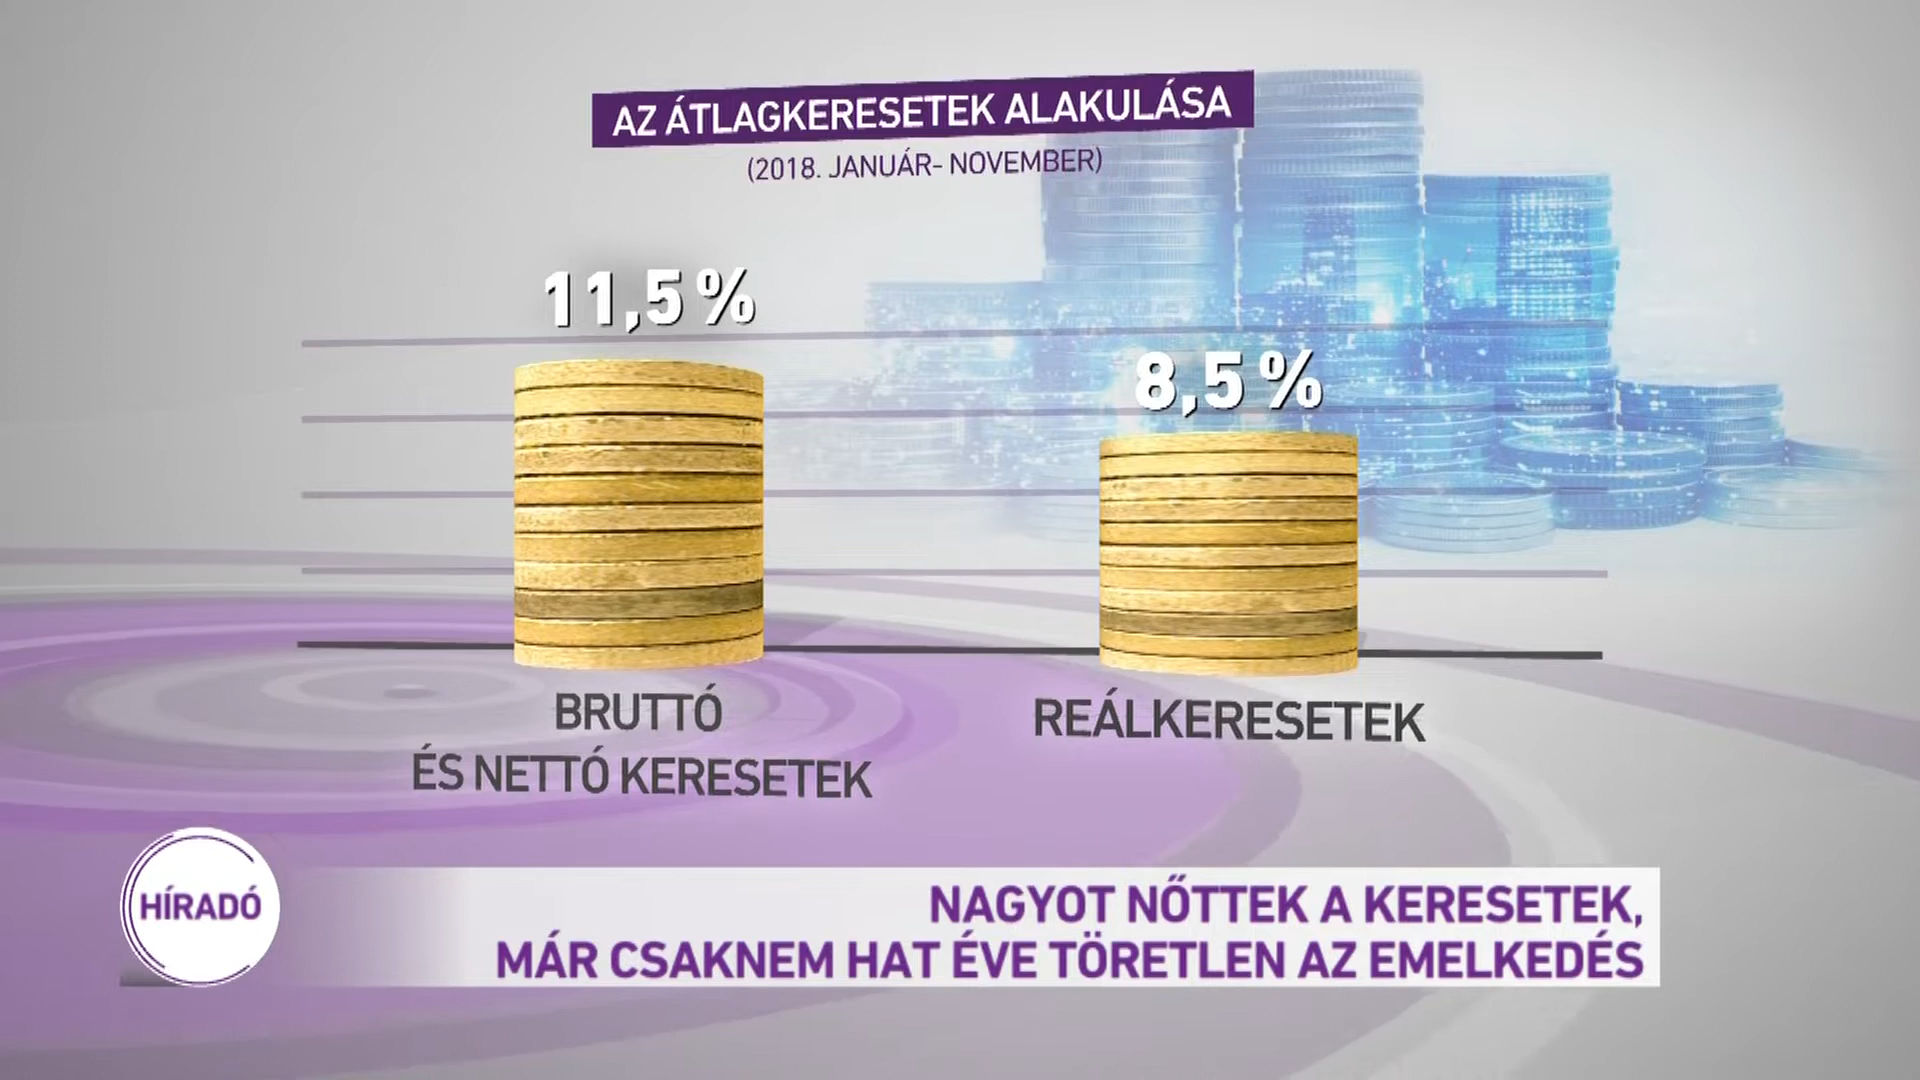 AZ ÁTLAGKERESETEK ALAKULÁSA
(2018. JANUÁR- NOVEMBER)
11,5 %
8,5 %
BRUTTÓ
ÉS NETTÓ KERESETEK
REÁLKERESETEK
HÍRADÓ
NAGYOT NŐTTEK A KERESETEK,
MÁR CSAKNEM HAT ÉVE TÖRETLEN AZ EMELKEDÉS